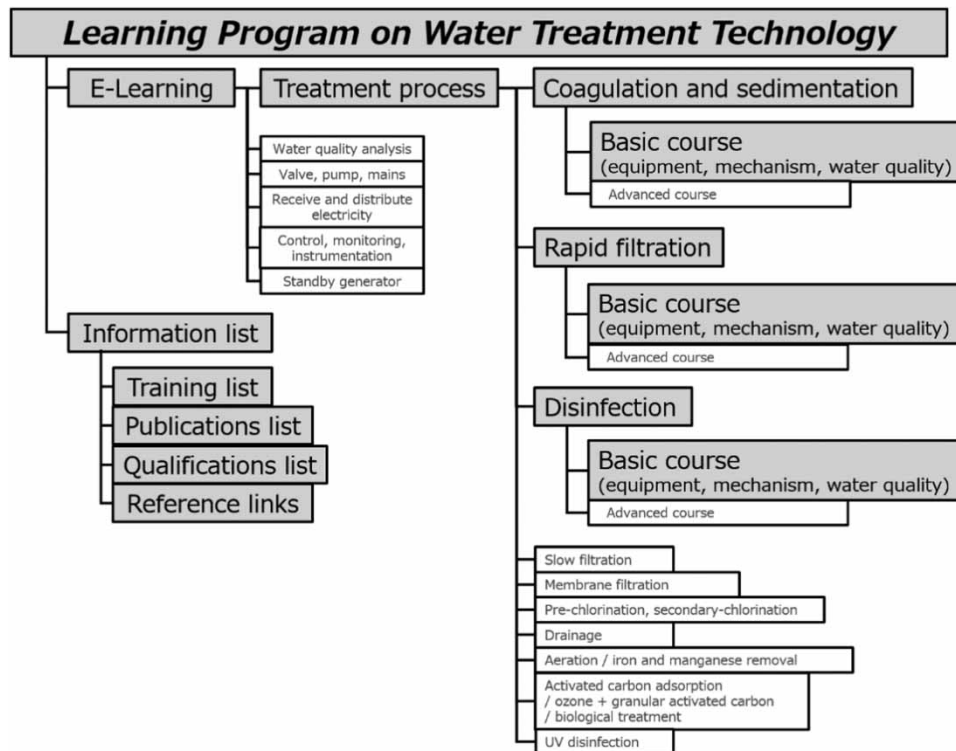 Learning Program on Water Treatment Technology
E-Learning
Treatment process
Water quality analysis
Valve, pump, mains
Receive and distribute
electricity
Control, monitoring,
instrumentation
Standby generator
Information list
Training list
Publications list
Qualifications list
Reference links
Coagulation and sedimentation
Basic course
(equipment, mechanism, water quality)
Advanced course
Rapid filtration
Basic course
(equipment, mechanism, water quality)
Advanced course
Disinfection
Basic course
(equipment, mechanism, water quality)
Advanced course
Slow filtration
Membrane filtration
Pre-chlorination, secondary-chlorination
Drainage
Aeration / iron and manganese removal
Activated carbon adsorption
/ ozone + granular activated carbon
/ biological treatment
UV disinfection